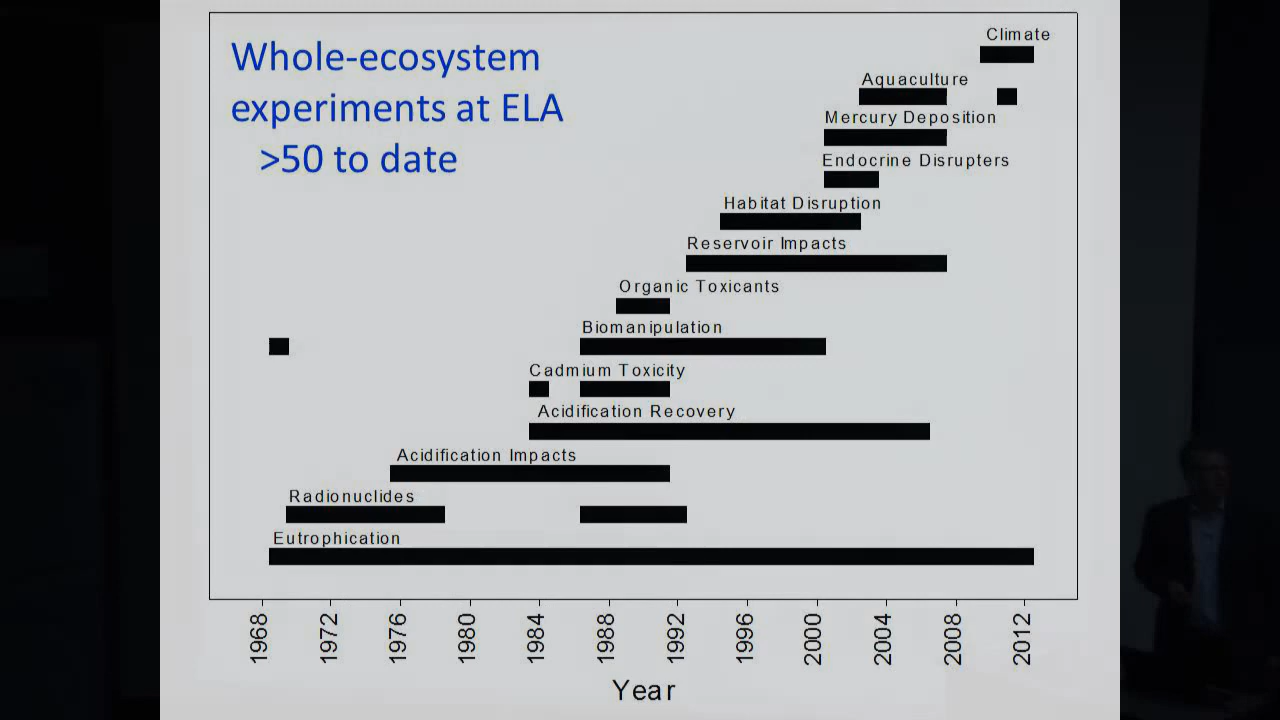 Whole-ecosystem
experiments at ELA
>50 to date
Climate
Aquaculture
Mercury Deposition
Endocrine Disrupters
Habitat Disruption
Reservoir Impacts
Organic Toxicants
Biomanipulation
Cadmium Toxicity
Acidification Recovery
Acidification Impacts
Radionuclides
Eutrophication
1968 1972 1976 1980 1984 1988 1992 1996 2000 2004 2008 2012
Year